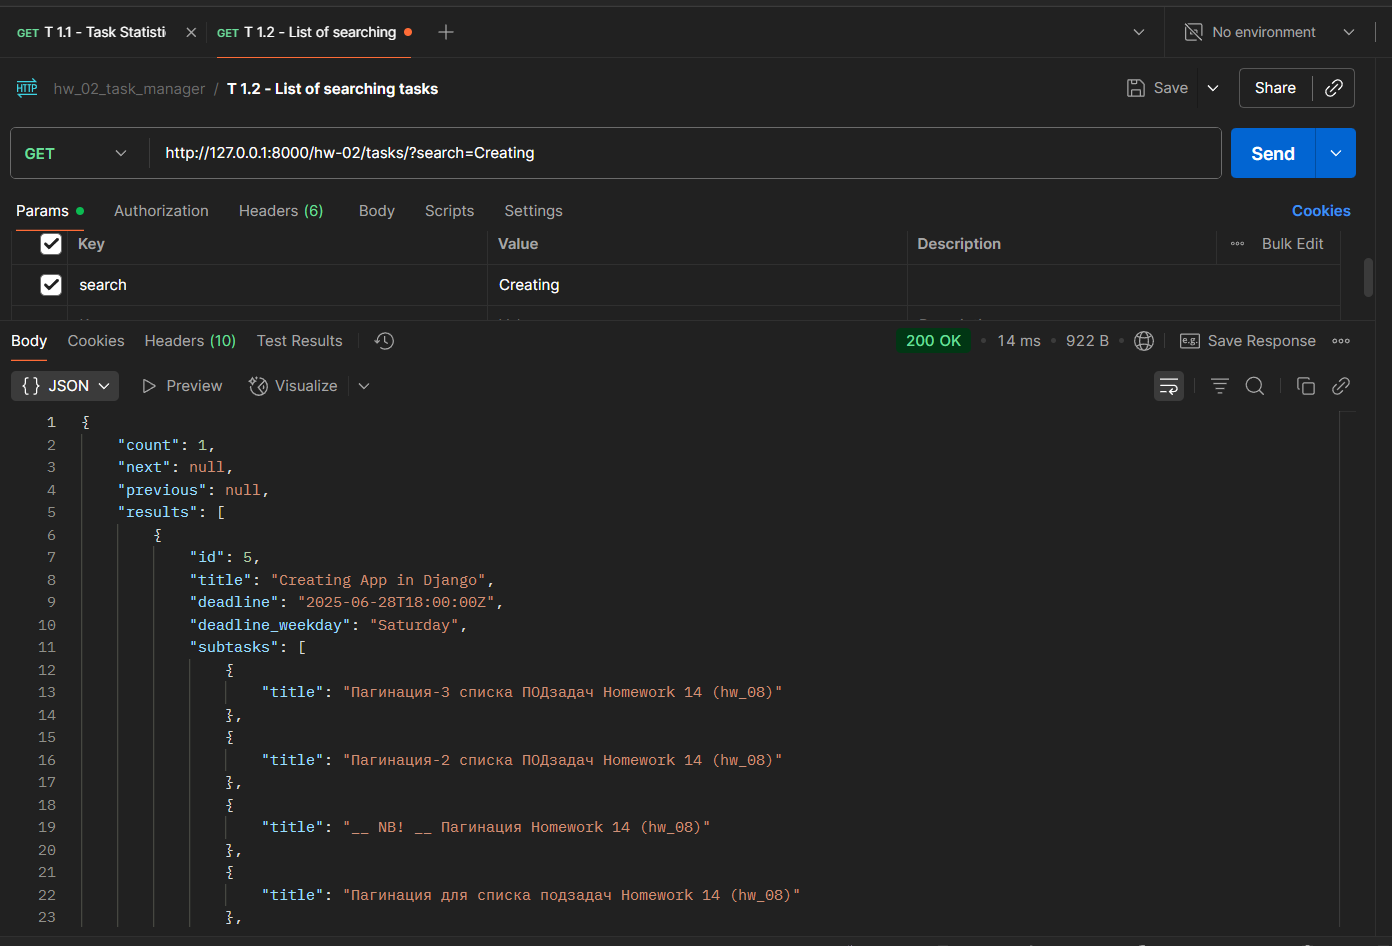 GET T 1.1 - Task Statisti GET T 1.2 - List of searching No environment
HTTP hw_02_task_manager / T 1.2 - List of searching tasks Save Share
GET http://127.0.0.1:8000/hw-02/tasks/?search=Creating Send
Params Authorization Headers (6) Body Scripts Settings Cookies
Key Value Description Bulk Edit
search Creating
Body Cookies Headers (10) Test Results 200 OK 14 ms 922 B e.g. Save Response
{} JSON Preview Visualize
1 {
2 "count": 1,
3 "next": null,
4 "previous": null,
5 "results": [
6 {
7 "id": 5,
8 "title": "Creating App in Django",
9 "deadline": "2025-06-28T18:00:00Z",
10 "deadline_weekday": "Saturday",
11 "subtasks": [
12 {
13 "title": "Пагинация-3 списка ПОДзадач Homework 14 (hw_08)"
14 },
15 {
16 "title": "Пагинация-2 списка ПОДзадач Homework 14 (hw_08)"
17 },
18 {
19 "title": "__ NB! __ Пагинация Homework 14 (hw_08)"
20 },
21 {
22 "title": "Пагинация для списка подзадач Homework 14 (hw_08)"
23 },